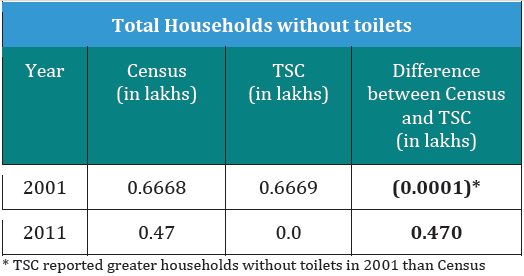 Total Households without toilets
Year Census TSC Difference
(in lakhs) (in lakhs) between Census
and TSC
(in lakhs)
2001 0.6668 0.6669 (0.0001)*
2011 0.47 0.0 0.470
* TSC reported greater households without toilets in 2001 than Census